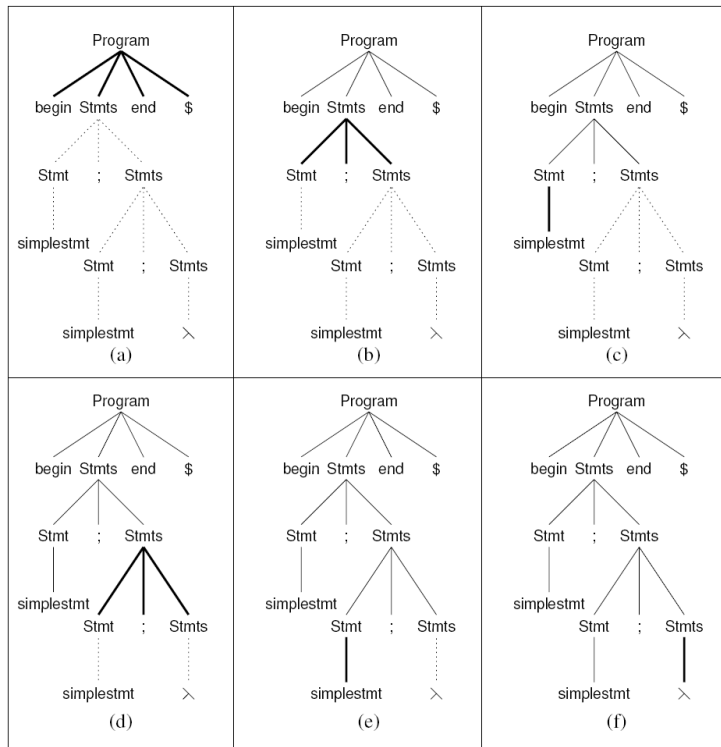 Program
begin Stmts end $
Stmt ; Stmts
simplestmt
Stmt ; Stmts
simplestmt λ
(a)
Program
begin Stmts end $
Stmt ; Stmts
simplestmt
Stmt ; Stmts
simplestmt λ
(b)
Program
begin Stmts end $
Stmt ; Stmts
simplestmt
Stmt ; Stmts
simplestmt λ
(c)
Program
begin Stmts end $
Stmt ; Stmts
simplestmt
Stmt ; Stmts
simplestmt λ
(d)
Program
begin Stmts end $
Stmt ; Stmts
simplestmt
Stmt ; Stmts
simplestmt λ
(e)
Program
begin Stmts end $
Stmt ; Stmts
simplestmt
Stmt ; Stmts
simplestmt λ
(f)